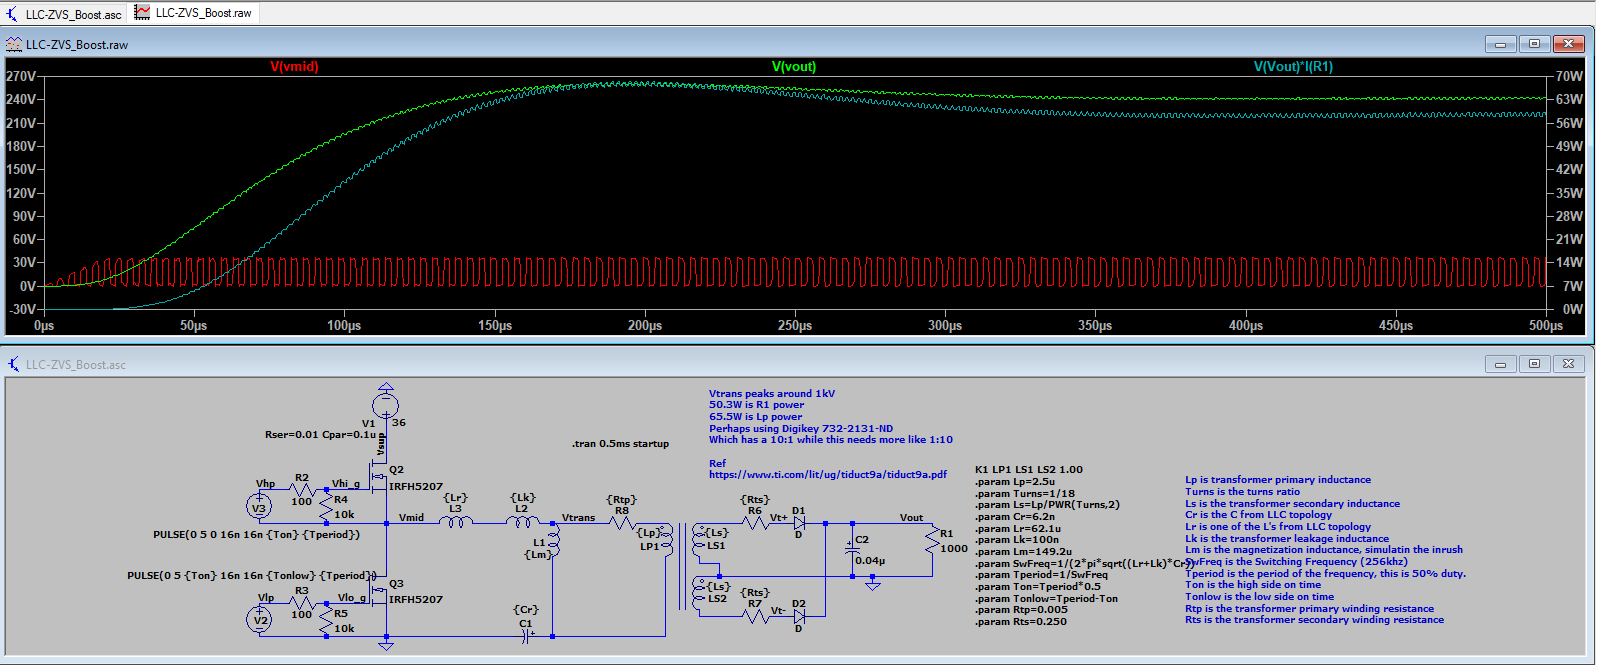 LLC-ZVS_Boost.asc LLC-ZVS_Boost.raw
LLC-ZVS_Boost.raw
V(vmid) V(vout) V(Vout)*I(R1)
270V 70W
240V 63W
210V 56W
180V 49W
150V 42W
120V 35W
90V 28W
60V 21W
30V 14W
0V 7W
-30V 0W
0µs 50µs 100µs 150µs 200µs 250µs 300µs 350µs 400µs 450µs 500µs
LLC-ZVS_Boost.asc
V1
36
Rser=0.01 Cpar=0.1u
Vsup
.tran 0.5ms startup
Vtrans peaks around 1kV
50.3W is R1 power
65.5W is Lp power
Perhaps using Digikey 732-2131-ND
Which has a 10:1 while this needs more like 1:10
Ref
https://www.ti.com/lit/ug/tiduct9a/tiduct9a.pdf
Vhp
R2
100
Vhi_g
Q2
IRFH5207
V3
R4
10k
PULSE(0 5 0 16n 16n {Ton} {Tperiod})
Vmid
{Lr}
L3
{Lk}
L2
Vtrans
{Rtp}
R8
L1
{Lm}
{Lp}
LP1
{Ls}
LS1
{Rts}
R6
Vt+
D1
D
Vout
C2
0.04µ
R1
1000
PULSE(0 5 {Ton} 16n 16n {Tonlow} {Tperiod})
Vlp
R3
100
Vlo_g
Q3
IRFH5207
V2
R5
10k
{Cr}
C1
{Ls}
LS2
{Rts}
R7
Vt-
D2
D
K1 LP1 LS1 LS2 1.00
.param Lp=2.5u
.param Turns=1/18
.param Ls=Lp/PWR(Turns,2)
.param Cr=6.2n
.param Lr=62.1u
.param Lk=100n
.param Lm=149.2u
.param SwFreq=1/(2*pi*sqrt((Lr+Lk)*Cr))
.param Tperiod=1/SwFreq
.param Ton=Tperiod*0.5
.param Tonlow=Tperiod-Ton
.param Rtp=0.005
.param Rts=0.250
Lp is transformer primary inductance
Turns is the turns ratio
Ls is the transformer secondary inductance
Cr is the C from LLC topology
Lr is one of the L's from LLC topology
Lk is the transformer leakage inductance
Lm is the magnetization inductance, simulatin the inrush
SwFreq is the Switching Frequency (256khz)
Tperiod is the period of the frequency, this is 50% duty.
Ton is the high side on time
Tonlow is the low side on time
Rtp is the transformer primary winding resistance
Rts is the transformer secondary winding resistance